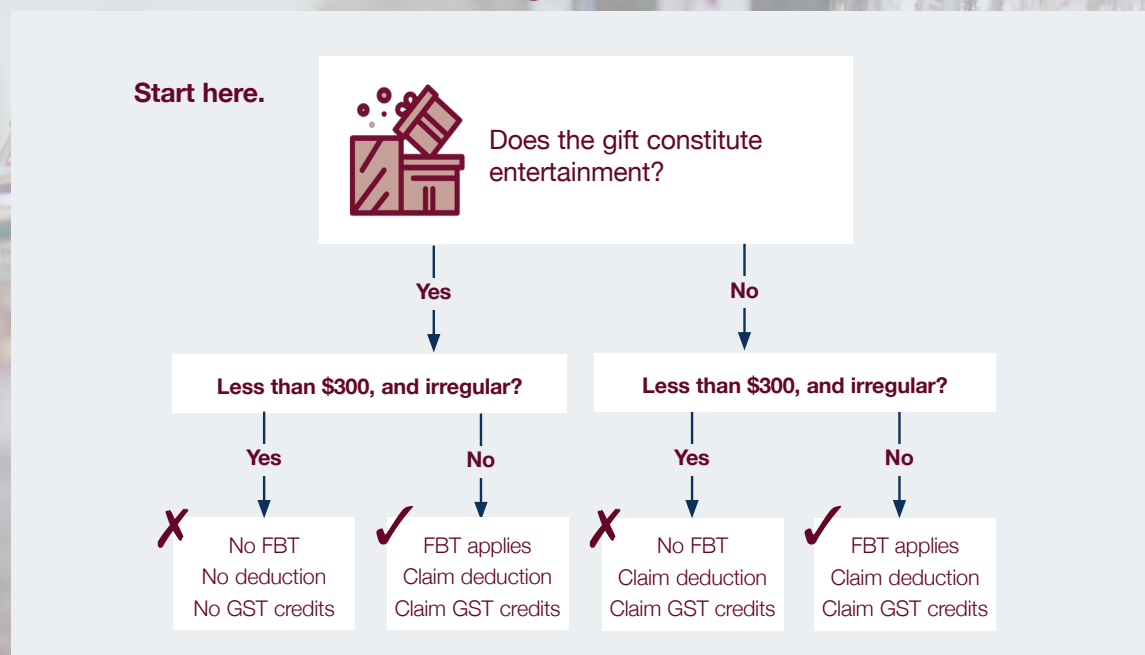 Start here.
Does the gift constitute
entertainment?
Yes
No
Less than $300, and irregular?
Less than $300, and irregular?
Yes
No
Yes
No
No FBT
No deduction
No GST credits
FBT applies
Claim deduction
Claim GST credits
No FBT
Claim deduction
Claim GST credits
FBT applies
Claim deduction
Claim GST credits